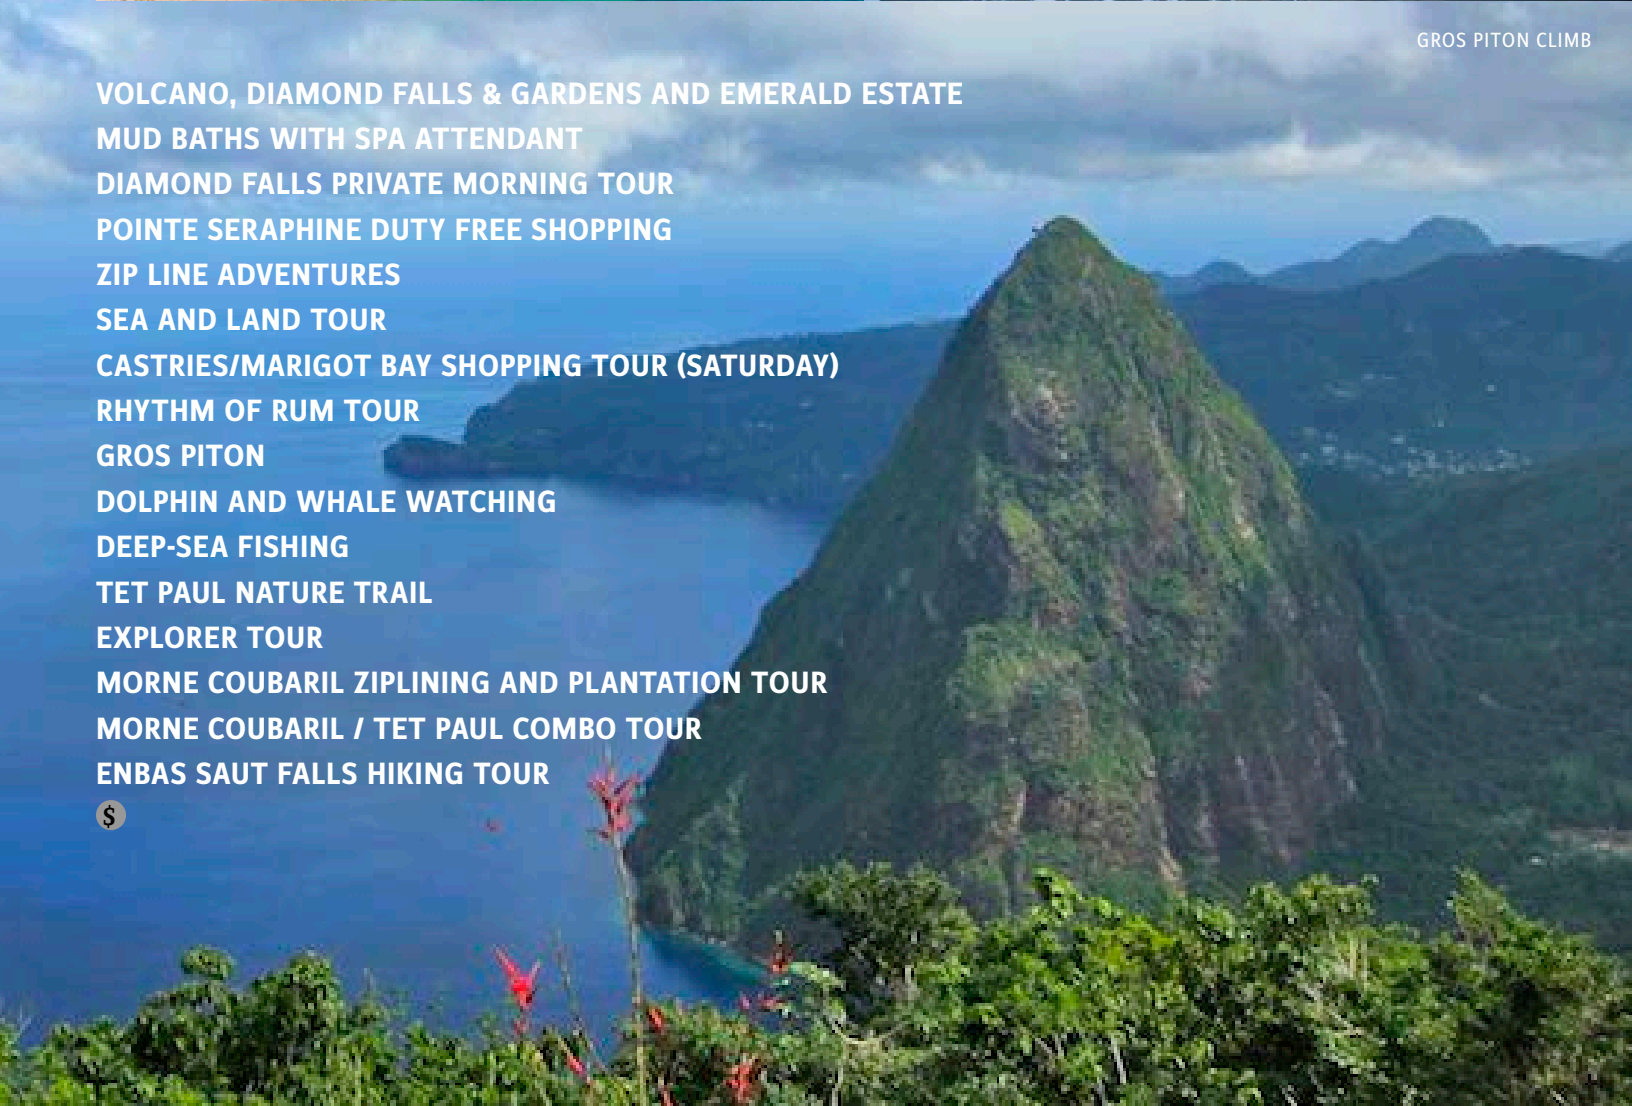 GROS PITON CLIMB
VOLCANO, DIAMOND FALLS & GARDENS AND EMERALD ESTATE
MUD BATHS WITH SPA ATTENDANT
DIAMOND FALLS PRIVATE MORNING TOUR
POINTE SERAPHINE DUTY FREE SHOPPING
ZIP LINE ADVENTURES
SEA AND LAND TOUR
CASTRIES/MARIGOT BAY SHOPPING TOUR (SATURDAY)
RHYTHM OF RUM TOUR
GROS PITON
DOLPHIN AND WHALE WATCHING
DEEP-SEA FISHING
TET PAUL NATURE TRAIL
EXPLORER TOUR
MORNE COUBARIL ZIPLINING AND PLANTATION TOUR
MORNE COUBARIL / TET PAUL COMBO TOUR
ENBAS SAUT FALLS HIKING TOUR
$